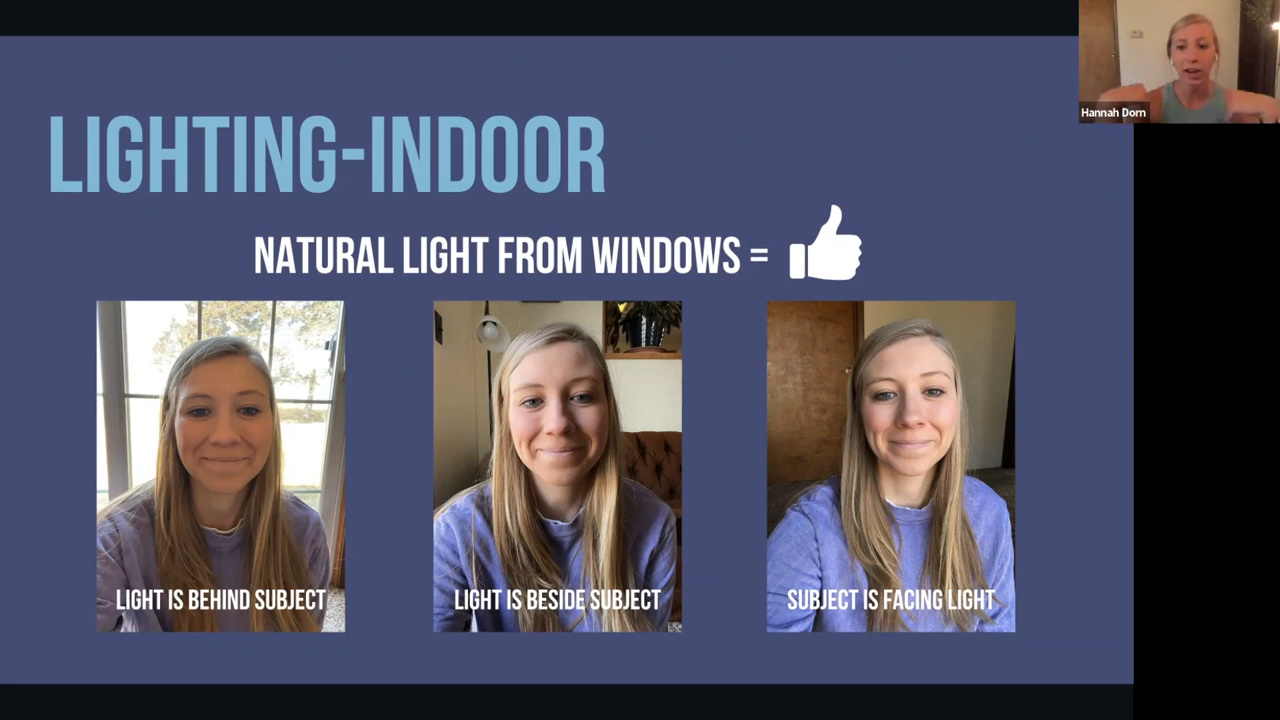 LIGHTING-INDOOR
NATURAL LIGHT FROM WINDOWS =
LIGHT IS BEHIND SUBJECT
LIGHT IS BESIDE SUBJECT
SUBJECT IS FACING LIGHT
Hannah Dorn